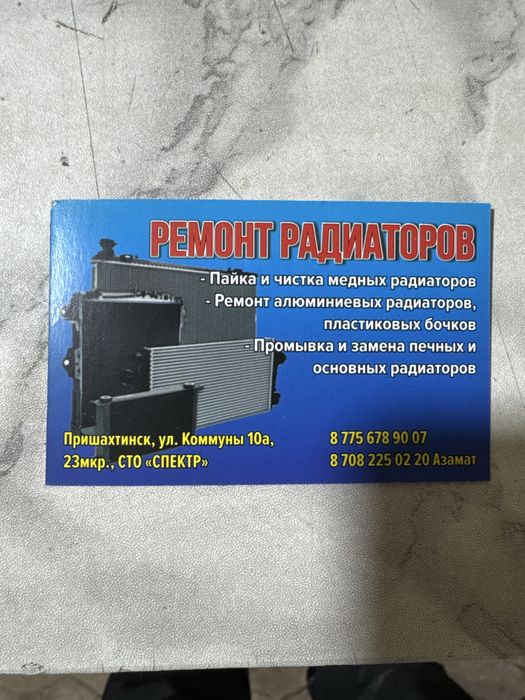 РЕМОНТ РАДИАТОРОВ
- Пайка и чистка медных радиаторов
- Ремонт алюминиевых радиаторов,
пластиковых бочков
- Промывка и замена печных и
основных радиаторов
Пришахтинск, ул. Коммуны 10а,
23мкр., СТО «СПЕКТР»
8 775 678 90 07
8 708 225 02 20 Азамат